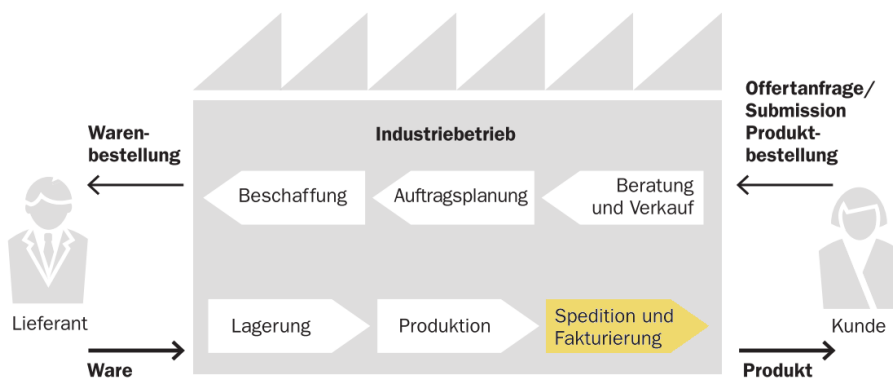 Offertanfrage/
Submission
Produkt-
bestellung
Waren-
bestellung
Industriebetrieb
Beschaffung
Auftragsplanung
Beratung
und Verkauf
Lieferant
Lagerung
Produktion
Spedition und
Fakturierung
Kunde
Ware
Produkt